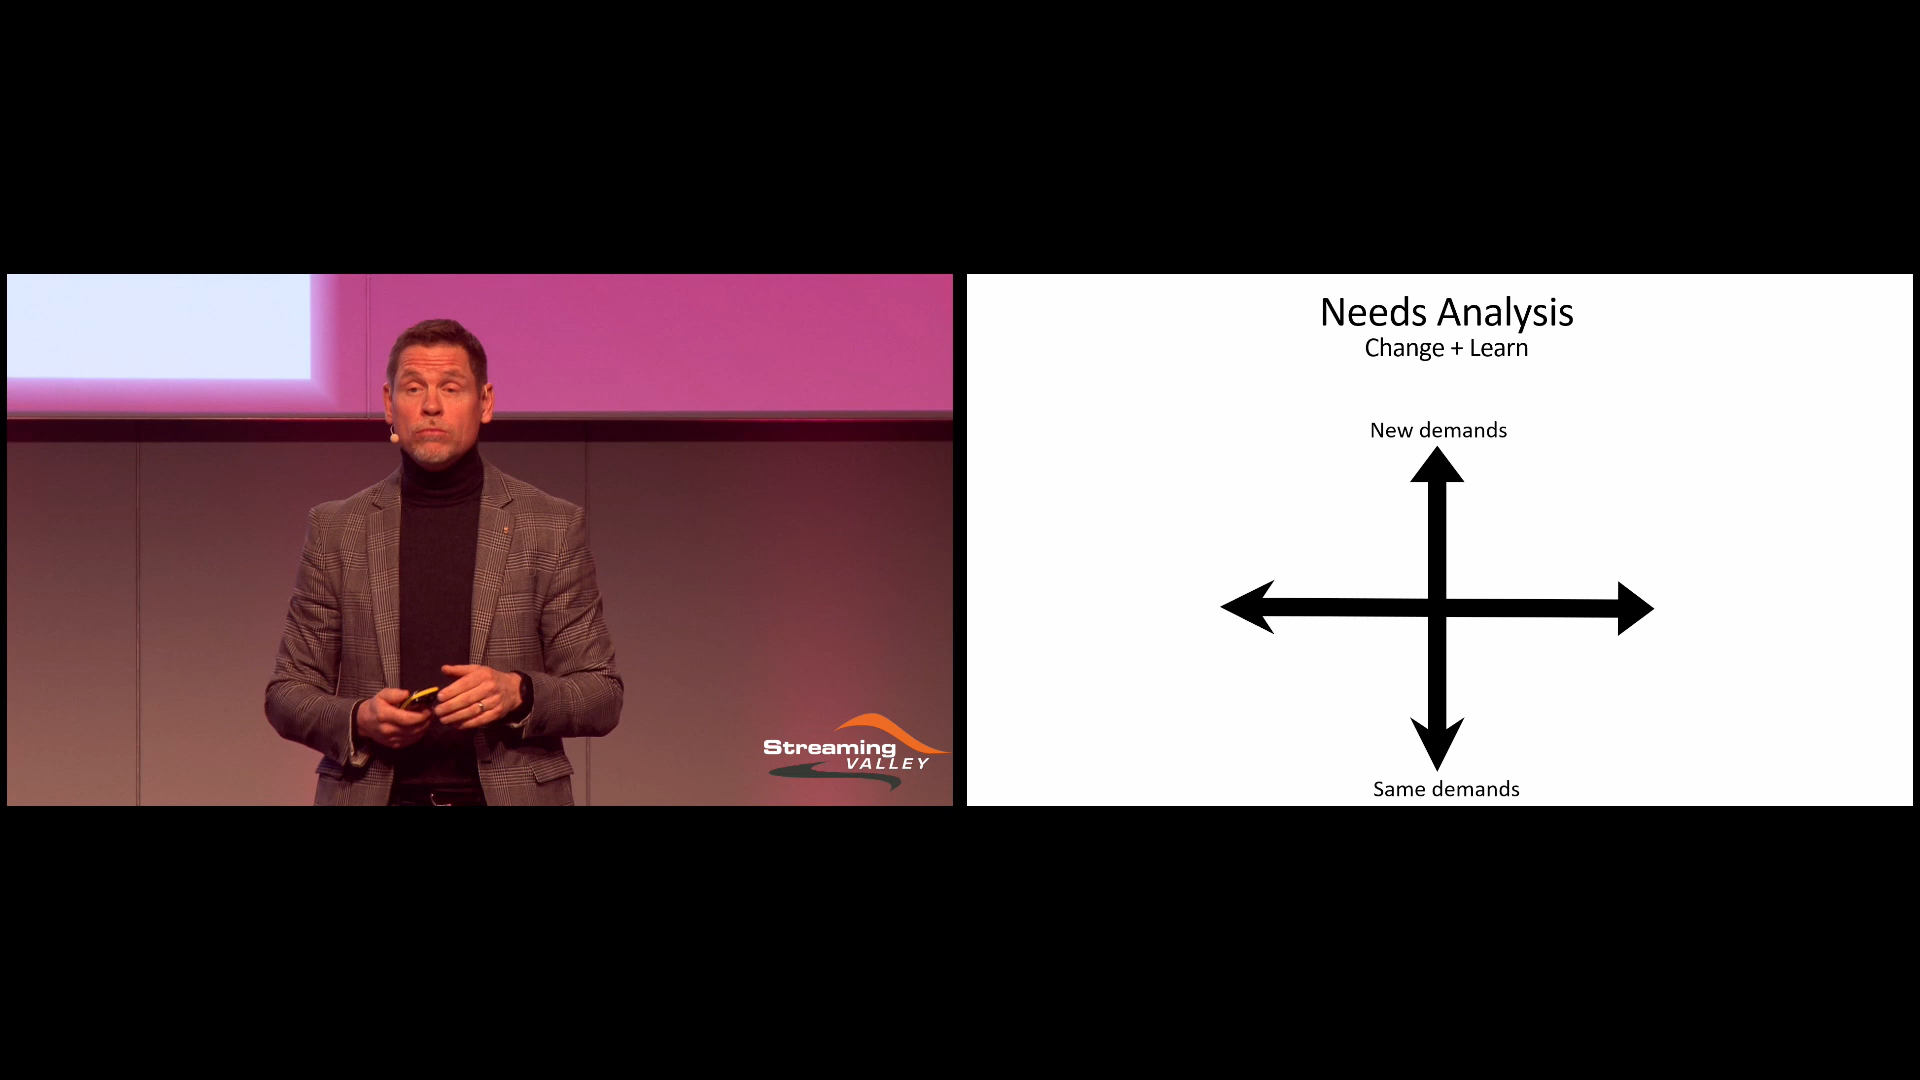 Streaming
VALLEY
Needs Analysis
Change + Learn
New demands
Same demands